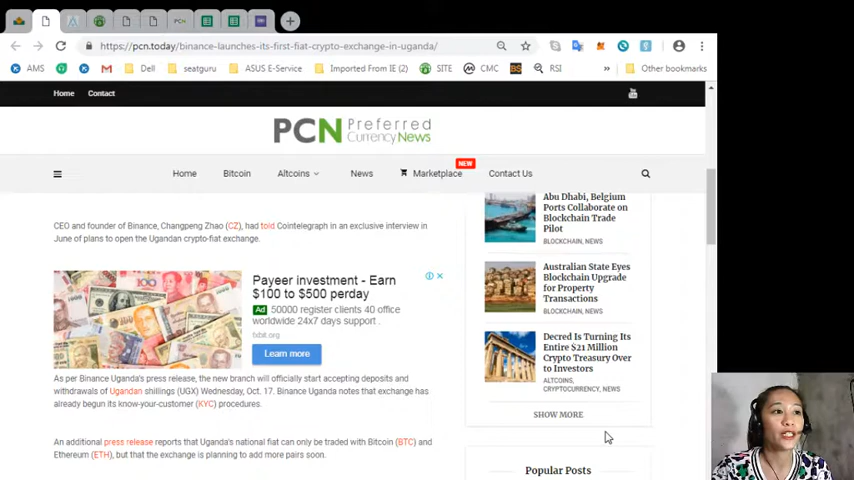 PCN
https://pcn.today/binance-launches-its-first-fiat-crypto-exchange-in-uganda/
AMS
Dell
seatguru
ASUS E-Service
Imported From IE (2)
SITE
CMC
BS
RSI
»
Other bookmarks
Home
Contact
PCN Preferred
Currency News
NEW
Home
Bitcoin
Altcoins
News
Marketplace
Contact Us
CEO and founder of Binance, Changpeng Zhao (CZ), had told Cointelegraph in an exclusive interview in
June of plans to open the Ugandan crypto-fiat exchange.
Payeer investment - Earn
$100 to $500 perday
Ad 50000 register clients 40 office
worldwide 24x7 days support .
txbit.org
Learn more
As per Binance Uganda's press release, the new branch will officially start accepting deposits and
withdrawals of Ugandan shillings (UGX) Wednesday, Oct. 17. Binance Uganda notes that exchange has
already begun its know-your-customer (KYC) procedures.
An additional press release reports that Uganda's national fiat can only be traded with Bitcoin (BTC) and
Ethereum (ETH), but that the exchange is planning to add more pairs soon.
Abu Dhabi, Belgium
Ports Collaborate on
Blockchain Trade
Pilot
BLOCKCHAIN, NEWS
Australian State Eyes
Blockchain Upgrade
for Property
Transactions
BLOCKCHAIN, NEWS
Decred Is Turning Its
Entire $21 Million
Crypto Treasury Over
to Investors
ALTCOINS,
CRYPTOCURRENCY, NEWS
SHOW MORE
Popular Posts